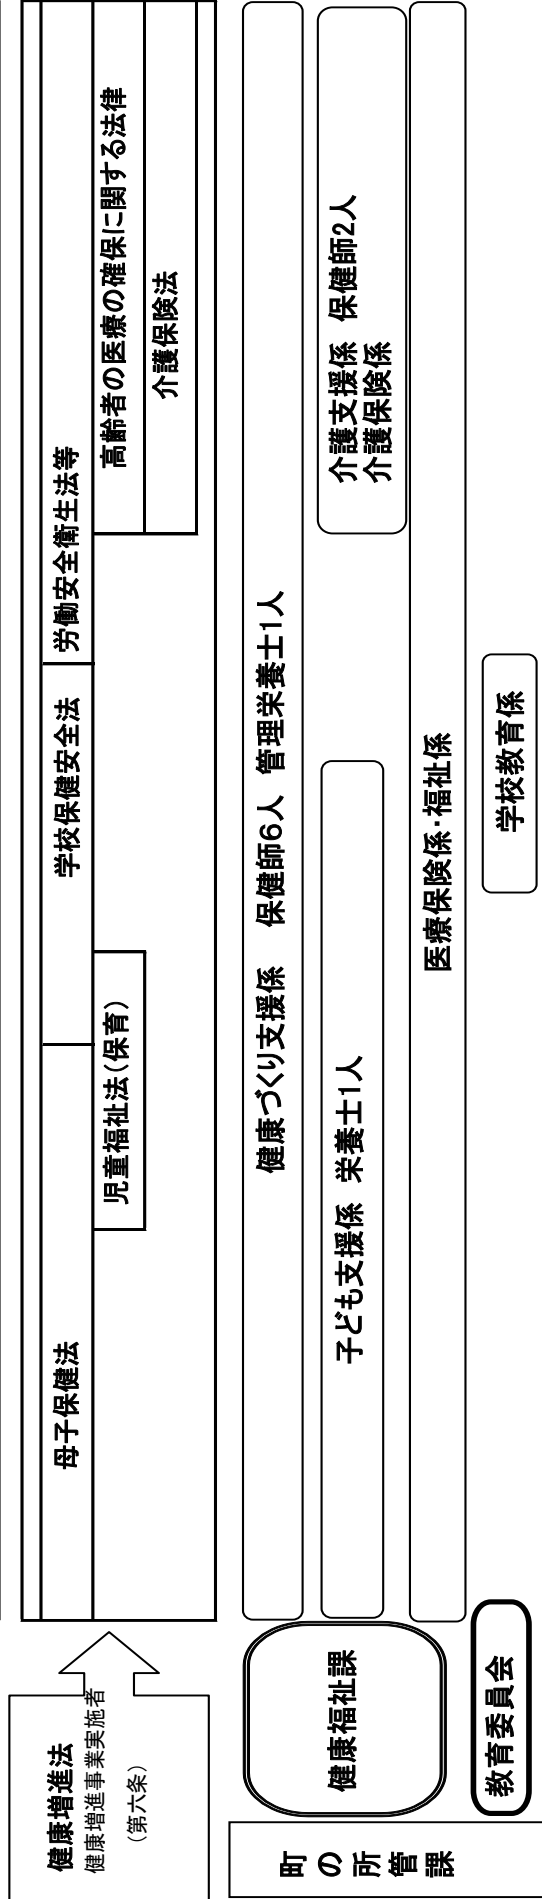 健康増進法
健康増進事業実施者
（第六条）
母子保健法
学校保健安全法
労働安全衛生法等
児童福祉法（保育）
高齢者の医療の確保に関する法律
介護保険法
町の所管課
健康福祉課
健康づくり支援係　保健師6人　管理栄養士1人
子ども支援係　栄養士1人
介護支援係　保健師2人
介護保険係
医療保険係・福祉係
教育委員会
学校教育係